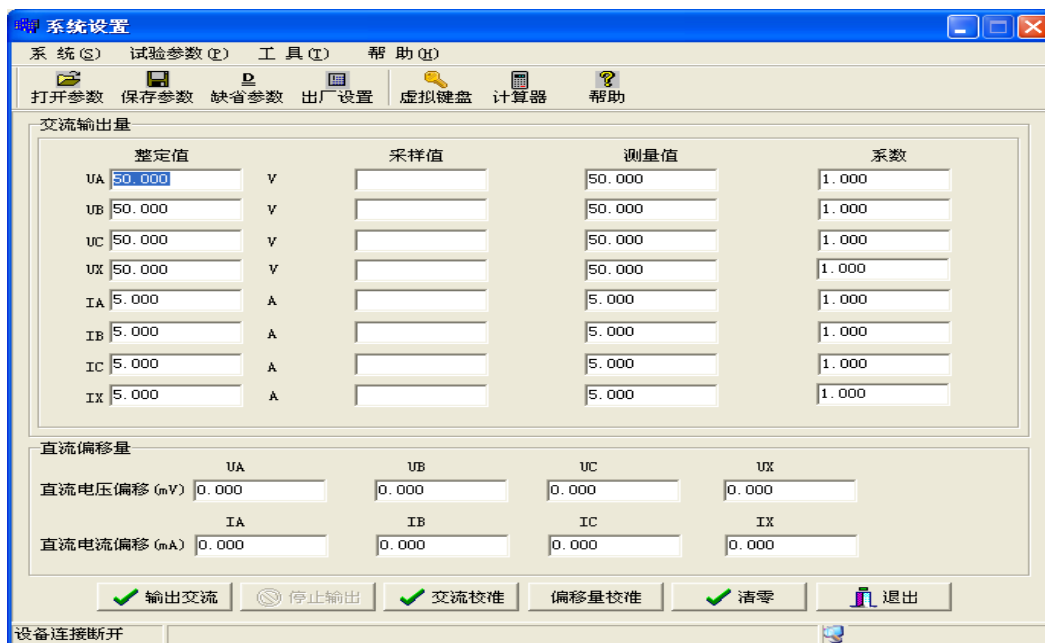 系统设置
系 统(S) 试验参数(P) 工 具(T) 帮 助(H)
D
打开参数 保存参数 缺省参数 出厂设置 虚拟键盘 计算器 帮助
交流输出量
整定值 采样值 测量值 系数
UA 50.000 V 50.000 1.000
UB 50.000 V 50.000 1.000
UC 50.000 V 50.000 1.000
UX 50.000 V 50.000 1.000
IA 5.000 A 5.000 1.000
IB 5.000 A 5.000 1.000
IC 5.000 A 5.000 1.000
IX 5.000 A 5.000 1.000
直流偏移量
UA UB UC UX
直流电压偏移(mV) 0.000 0.000 0.000 0.000
IA IB IC IX
直流电流偏移(mA) 0.000 0.000 0.000 0.000
输出交流 停止输出 交流校准 偏移量校准 清零 退出
设备连接断开